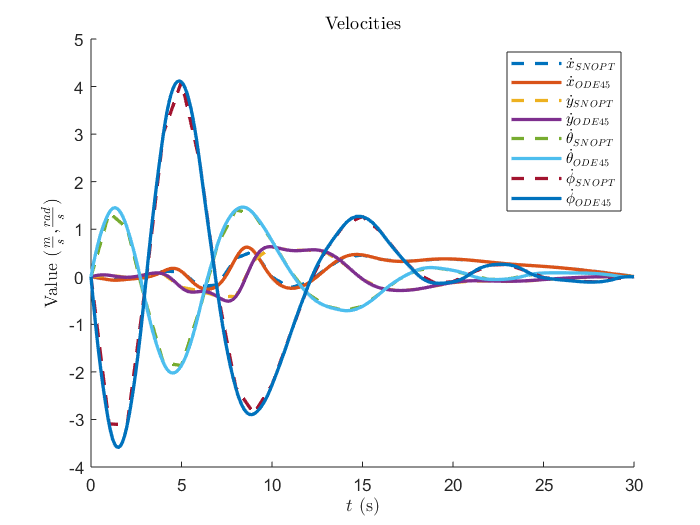 Velocities
5
4
3
2
1
0
-1
-2
-3
-4
Value (m/s, rad/s)
0 5 10 15 20 25 30
t (s)
ẋ_SNOPT
ẋ_ODE45
ẏ_SNOPT
ẏ_ODE45
θ̇_SNOPT
θ̇_ODE45
ϕ̇_SNOPT
ϕ̇_ODE45